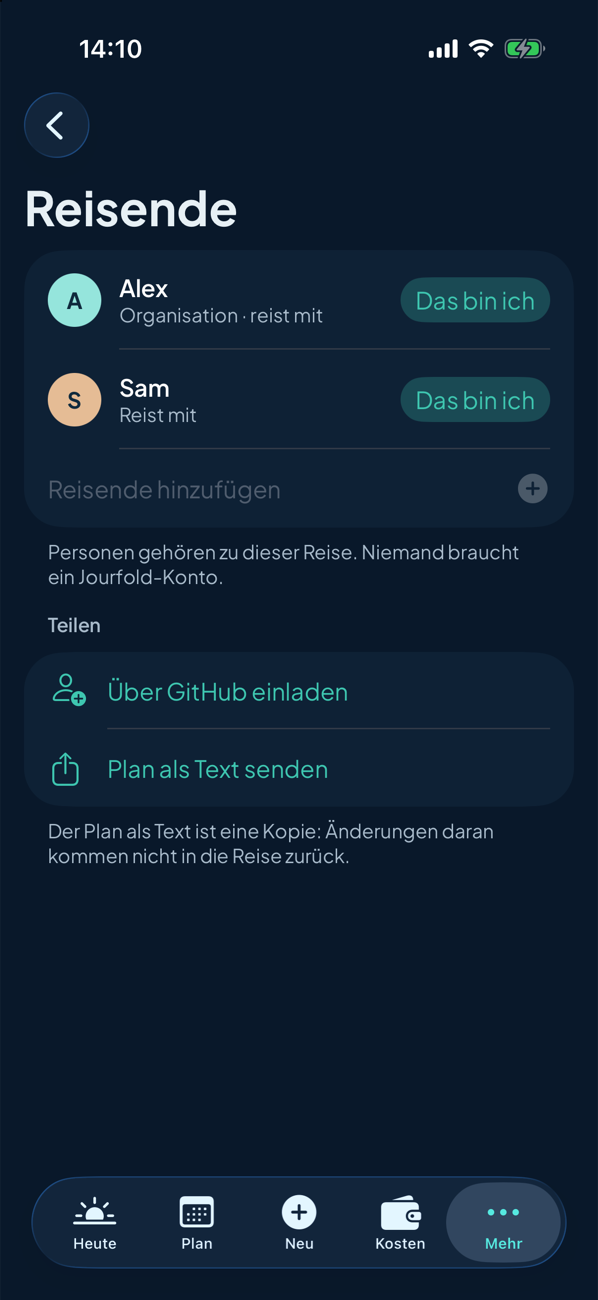 14:10
Reisende
A
Alex
Organisation · reist mit
Das bin ich
S
Sam
Reist mit
Das bin ich
Reisende hinzufügen
Personen gehören zu dieser Reise. Niemand braucht
ein Jourfold-Konto.
Teilen
Über GitHub einladen
Plan als Text senden
Der Plan als Text ist eine Kopie: Änderungen daran
kommen nicht in die Reise zurück.
Heute
Plan
Neu
Kosten
Mehr